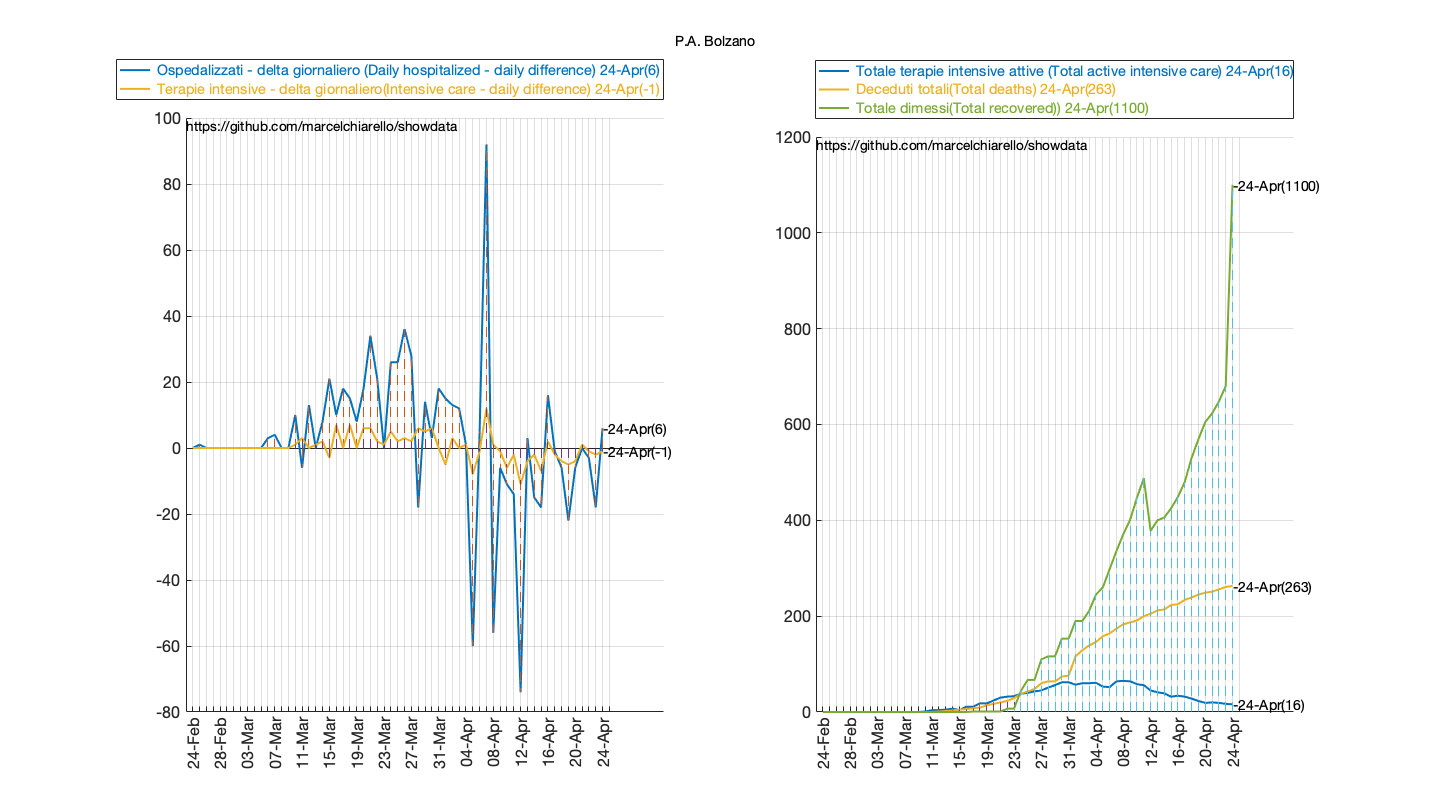 P.A. Bolzano
Ospedalizzati - delta giornaliero (Daily hospitalized - daily difference) 24-Apr(6)
Terapie intensive - delta giornaliero(Intensive care - daily difference) 24-Apr(-1)
https://github.com/marcelchiarello/showdata
100
80
60
40
20
0
-20
-40
-60
-80
24-Apr(6)
24-Apr(-1)
24-Feb
28-Feb
03-Mar
07-Mar
11-Mar
15-Mar
19-Mar
23-Mar
27-Mar
31-Mar
04-Apr
08-Apr
12-Apr
16-Apr
20-Apr
24-Apr
Totale terapie intensive attive (Total active intensive care) 24-Apr(16)
Deceduti totali(Total deaths) 24-Apr(263)
Totale dimessi(Total recovered)) 24-Apr(1100)
https://github.com/marcelchiarello/showdata
1200
1000
800
600
400
200
0
24-Apr(1100)
24-Apr(263)
24-Apr(16)
24-Feb
28-Feb
03-Mar
07-Mar
11-Mar
15-Mar
19-Mar
23-Mar
27-Mar
31-Mar
04-Apr
08-Apr
12-Apr
16-Apr
20-Apr
24-Apr